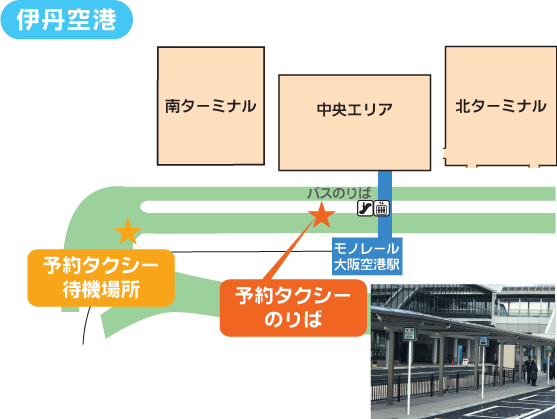 伊丹空港
南ターミナル
中央エリア
北ターミナル
バスのりば
モノレール
大阪空港駅
予約タクシー
待機場所
予約タクシー
のりば